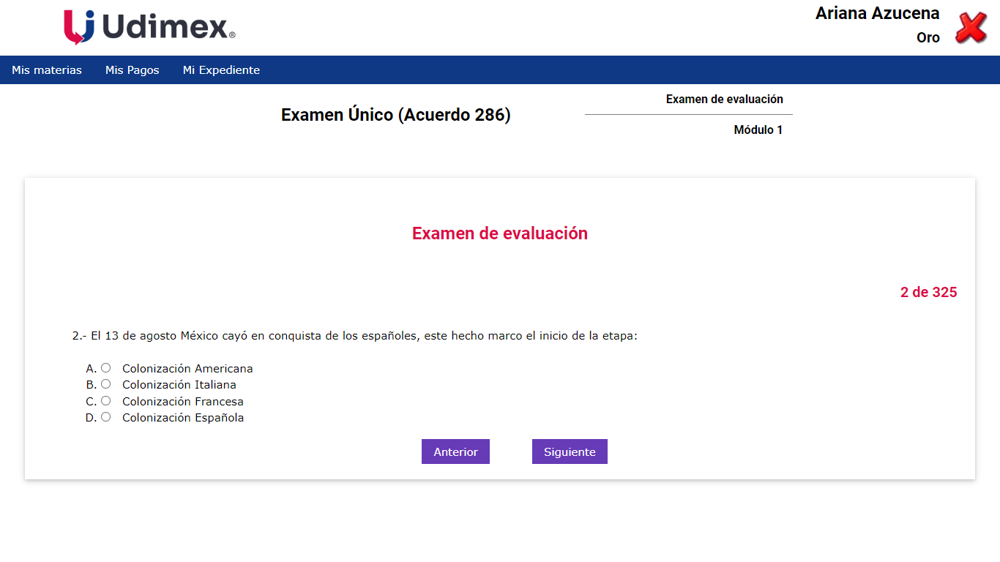 Udimex®
Ariana Azucena
Oro
Mis materias Mis Pagos Mi Expediente
Examen Único (Acuerdo 286)
Examen de evaluación
Módulo 1
Examen de evaluación
2 de 325
2.- El 13 de agosto México cayó en conquista de los españoles, este hecho marco el inicio de la etapa:
A. Colonización Americana
B. Colonización Italiana
C. Colonización Francesa
D. Colonización Española
Anterior Siguiente